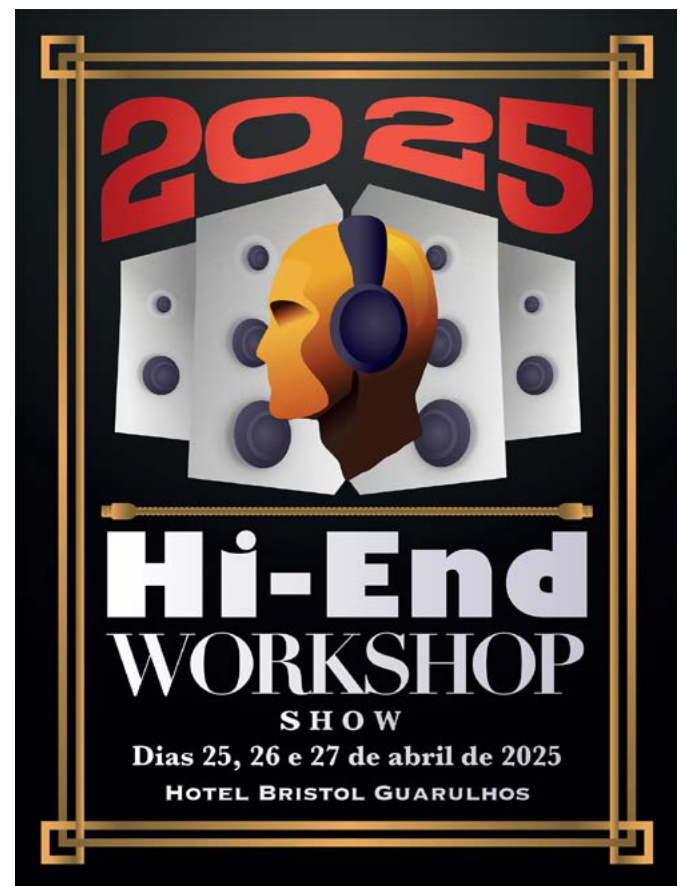 2025
Hi-End
WORKSHOP
SHOW
Dias 25, 26 e 27 de abril de 2025
HOTEL BRISTOL GUARULHOS